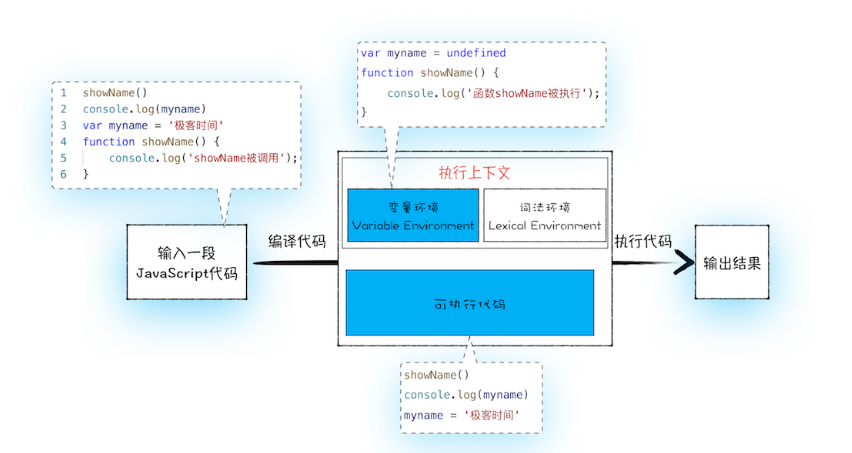 var myname = undefined
function showName() {
console.log('函数showName被执行');
}
1 showName()
2 console.log(myname)
3 var myname = '极客时间'
4 function showName() {
5 console.log('showName被调用');
6 }
执行上下文
变量环境
Variable Environment
词法环境
Lexical Environment
输入一段
JavaScript代码
编译代码
执行代码
输出结果
可执行代码
showName()
console.log(myname)
myname = '极客时间'